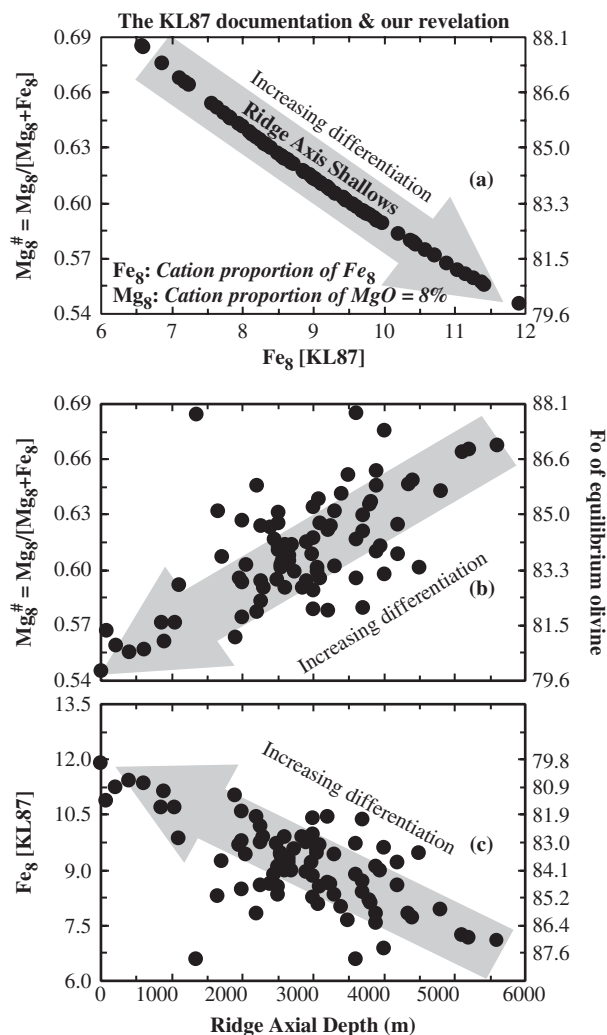 The KL87 documentation & our revelation
0.69
0.66
0.63
0.60
0.57
0.54
Mg8# = Mg8/[Mg8+Fe8]
88.1
86.6
85.0
83.3
81.5
79.6
Increasing differentiation
Ridge Axis Shallows
(a)
Fe8: Cation proportion of Fe8
Mg8: Cation proportion of MgO = 8%
6 7 8 9 10 11 12
Fe8 [KL87]
0.69
0.66
0.63
0.60
0.57
0.54
Mg8# = Mg8/[Mg8+Fe8]
88.1
86.6
85.0
83.3
81.5
79.6
Fo of equilibrium olivine
(b)
Increasing differentiation
13.5
12.0
10.5
9.0
7.5
6.0
Fe8 [KL87]
79.8
80.9
81.9
83.0
84.1
85.2
86.4
87.6
Increasing differentiation
(c)
0 1000 2000 3000 4000 5000 6000
Ridge Axial Depth (m)